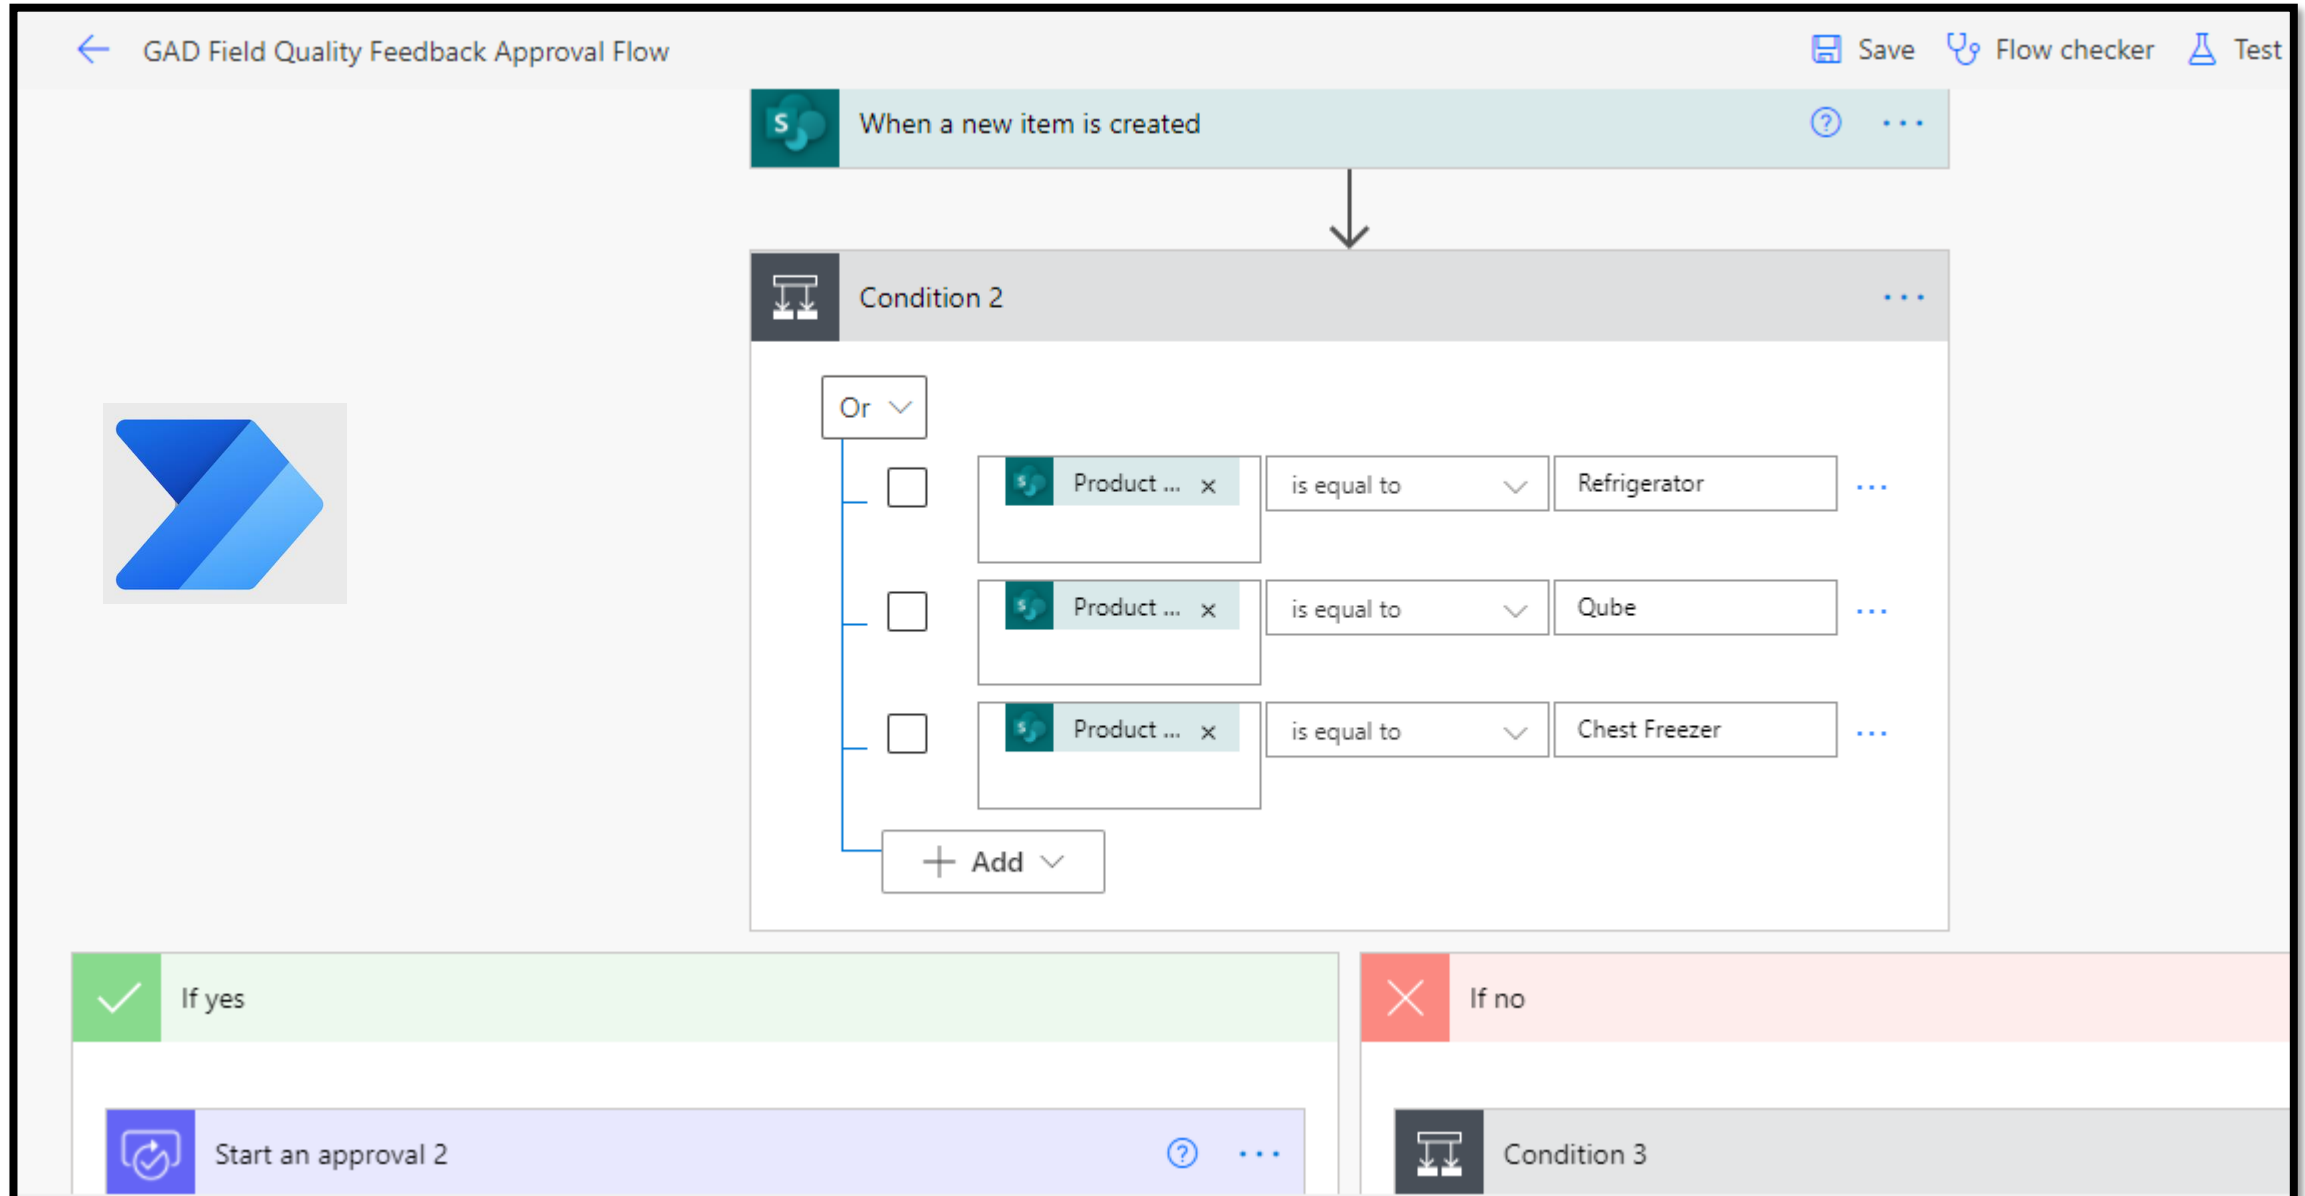 GAD Field Quality Feedback Approval Flow
Save Flow checker Test
S When a new item is created ?
Condition 2
Or
S Product ... × is equal to Refrigerator
S Product ... × is equal to Qube
S Product ... × is equal to Chest Freezer
+ Add
If yes
If no
Start an approval 2 ?
Condition 3